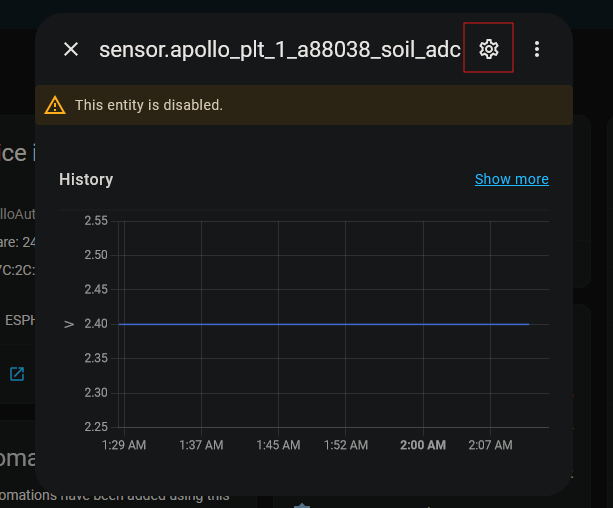 sensor.apollo_plt_1_a88038_soil_adc
This entity is disabled.
ice i
History
Show more
lloAut
are: 24
7C:2C:
ESPH
2.55
2.50
2.45
2.40
2.35
2.30
2.25
V
1:29 AM 1:37 AM 1:45 AM 1:52 AM 2:00 AM 2:07 AM
oma
omations have been added using this